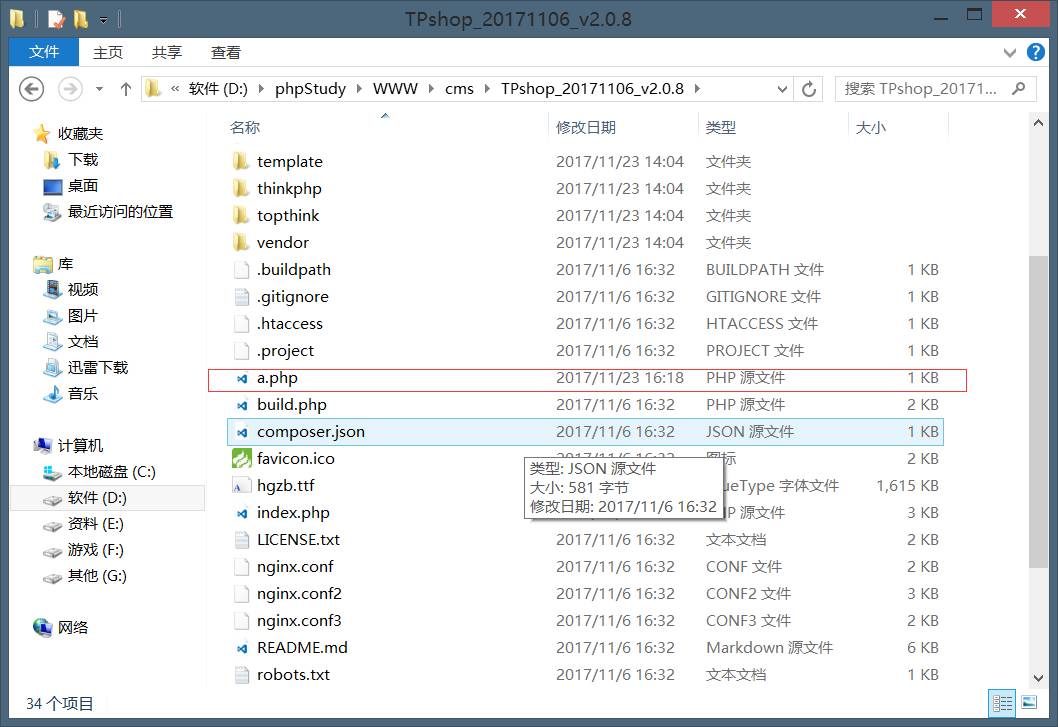 TPshop_20171106_v2.0.8
文件 主页 共享 查看
« 软件 (D:) phpStudy WWW cms TPshop_20171106_v2.0.8 搜索 TPshop_20171...
收藏夹
下载
桌面
最近访问的位置
库
视频
图片
文档
迅雷下载
音乐
计算机
本地磁盘 (C:)
软件 (D:)
资料 (E:)
游戏 (F:)
其他 (G:)
网络
名称 修改日期 类型 大小
template 2017/11/23 14:04 文件夹
thinkphp 2017/11/23 14:04 文件夹
topthink 2017/11/23 14:04 文件夹
vendor 2017/11/23 14:04 文件夹
.buildpath 2017/11/6 16:32 BUILDPATH 文件 1 KB
.gitignore 2017/11/6 16:32 GITIGNORE 文件 1 KB
.htaccess 2017/11/6 16:32 HTACCESS 文件 1 KB
.project 2017/11/6 16:32 PROJECT 文件 1 KB
a.php 2017/11/23 16:18 PHP 源文件 1 KB
build.php 2017/11/6 16:32 PHP 源文件 2 KB
composer.json 2017/11/6 16:32 JSON 源文件 1 KB
favicon.ico 图标 2 KB
类型: JSON 源文件
大小: 581 字节
修改日期: 2017/11/6 16:32
hgzb.ttf ueType 字体文件 1,615 KB
index.php 源文件 3 KB
LICENSE.txt 2017/11/6 16:32 文本文档 2 KB
nginx.conf 2017/11/6 16:32 CONF 文件 2 KB
nginx.conf2 2017/11/6 16:32 CONF2 文件 3 KB
nginx.conf3 2017/11/6 16:32 CONF3 文件 2 KB
README.md 2017/11/6 16:32 Markdown 源文件 6 KB
robots.txt 2017/11/6 16:32 文本文档 1 KB
34 个项目